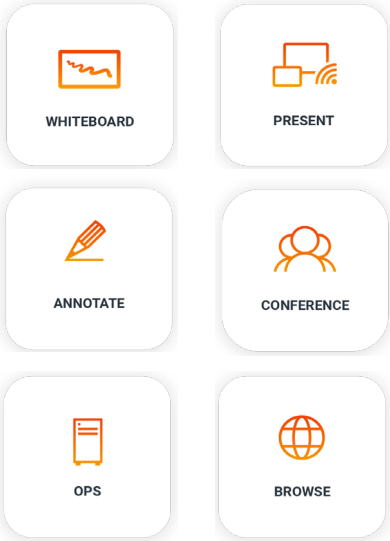 WHITEBOARD
PRESENT
ANNOTATE
CONFERENCE
OPS
BROWSE